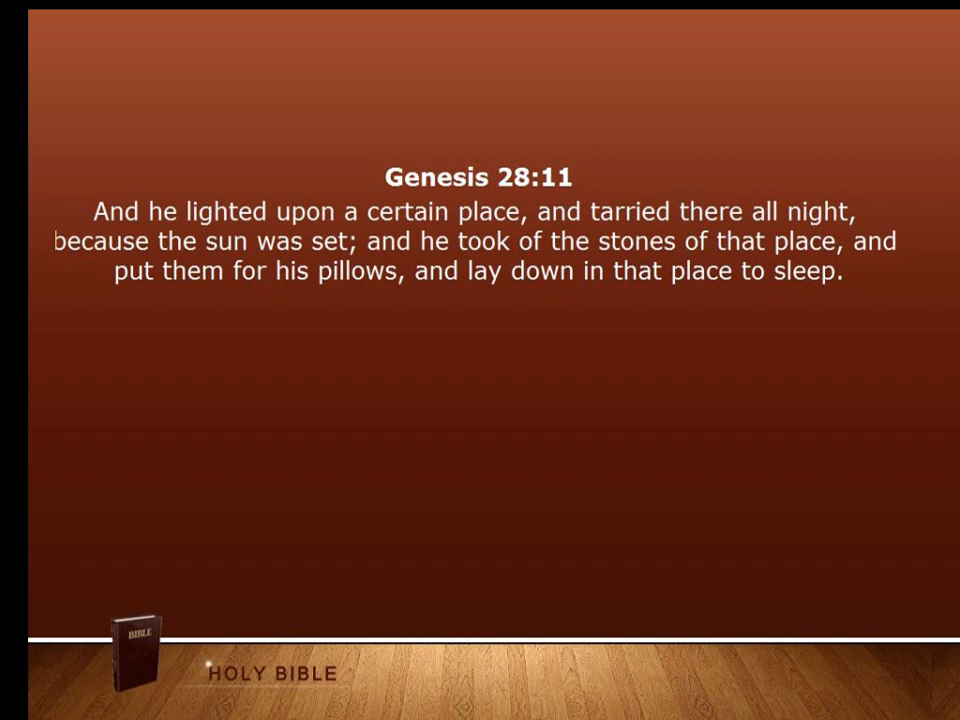 Genesis 28:11
And he lighted upon a certain place, and tarried there all night,
because the sun was set; and he took of the stones of that place, and
put them for his pillows, and lay down in that place to sleep.
BIBLE
HOLY BIBLE